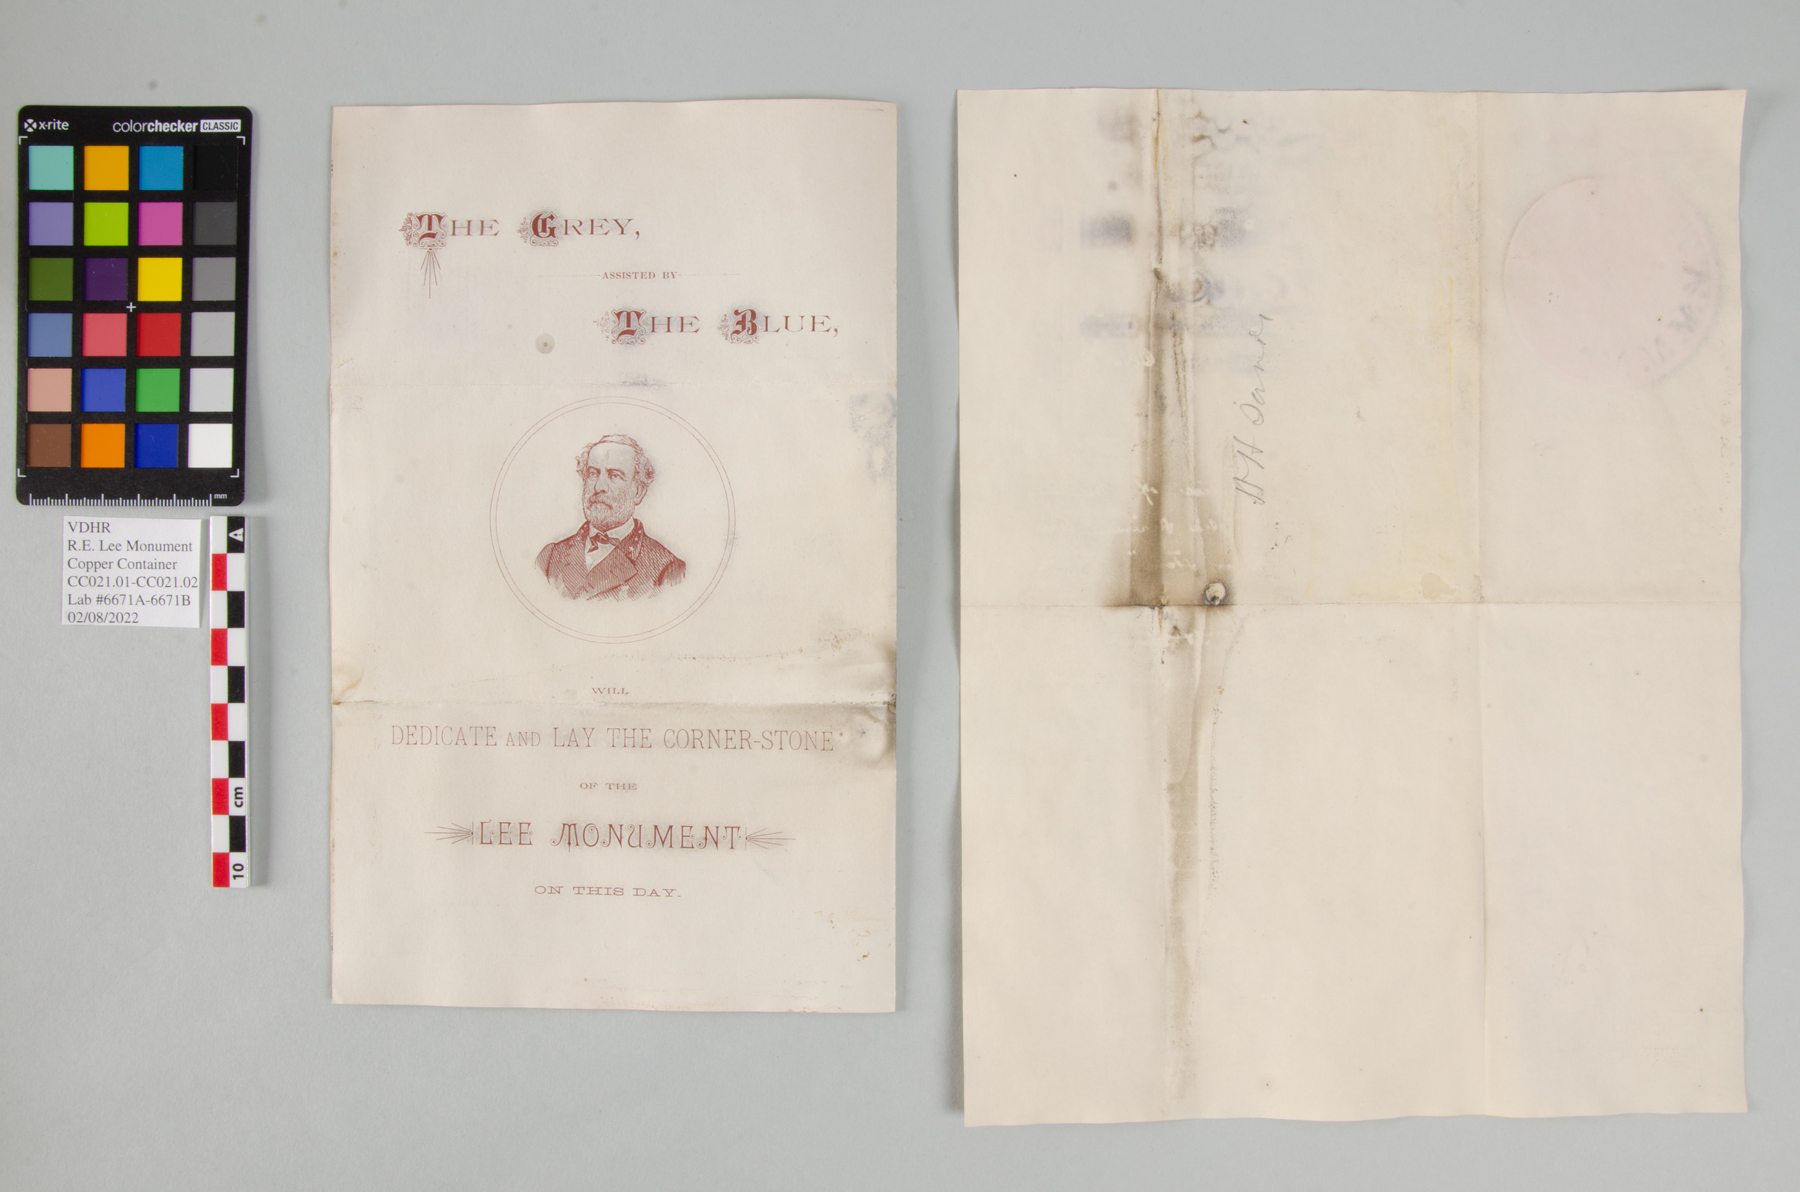 x-rite
colorchecker CLASSIC
mm
VDHR
R.E. Lee Monument
Copper Container
CC021.01-CC021.02
Lab #6671A-6671B
02/08/2022
cm
10
THE GREY,
ASSISTED BY
THE BLUE,
WILL
DEDICATE AND LAY THE CORNER-STONE
OF THE
LEE MONUMENT
ON THIS DAY.